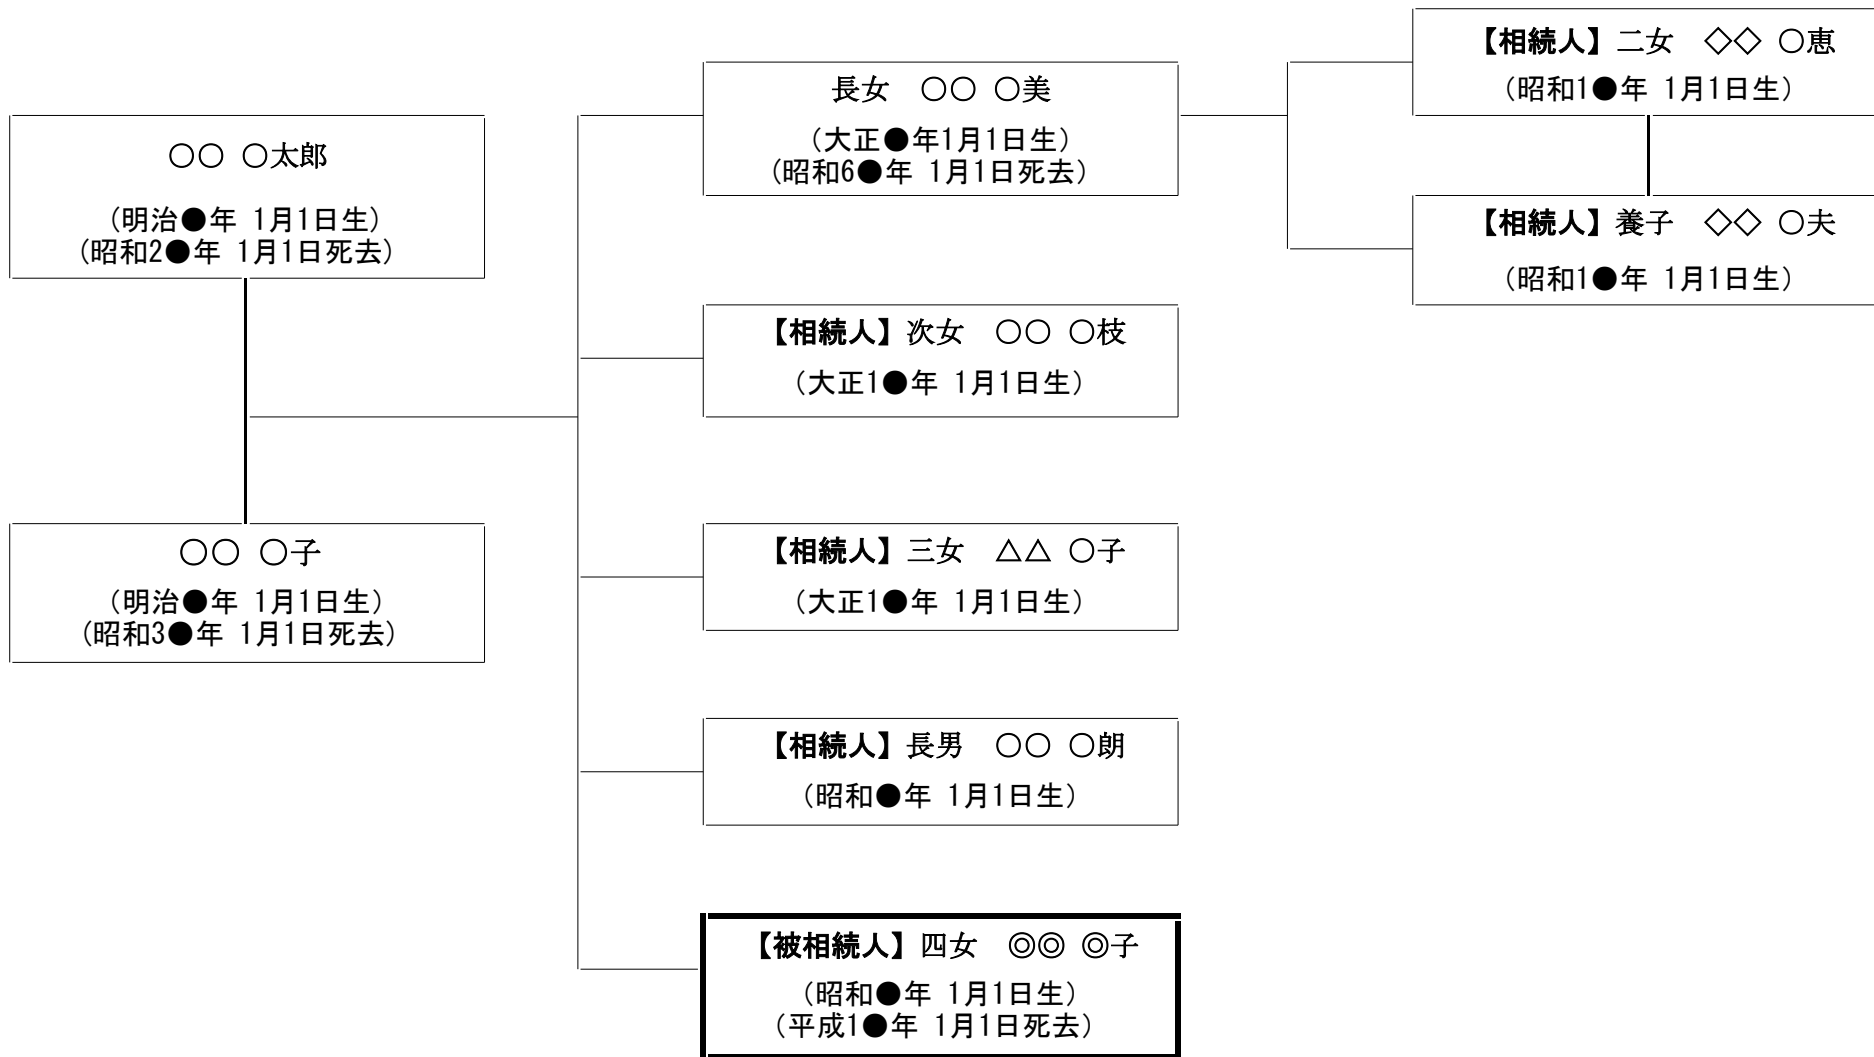 ○○ ○太郎
（明治●年 1月1日生）
（昭和2●年 1月1日死去）
○○ ○子
（明治●年 1月1日生）
（昭和3●年 1月1日死去）
長女　○○ ○美
（大正●年1月1日生）
（昭和6●年 1月1日死去）
【相続人】次女　○○ ○枝
（大正1●年 1月1日生）
【相続人】三女　△△ ○子
（大正1●年 1月1日生）
【相続人】長男　○○ ○朗
（昭和●年 1月1日生）
【被相続人】四女　◎◎ ◎子
（昭和●年 1月1日生）
（平成1●年 1月1日死去）
【相続人】二女　◇◇ ○恵
（昭和1●年 1月1日生）
【相続人】養子　◇◇ ○夫
（昭和1●年 1月1日生）